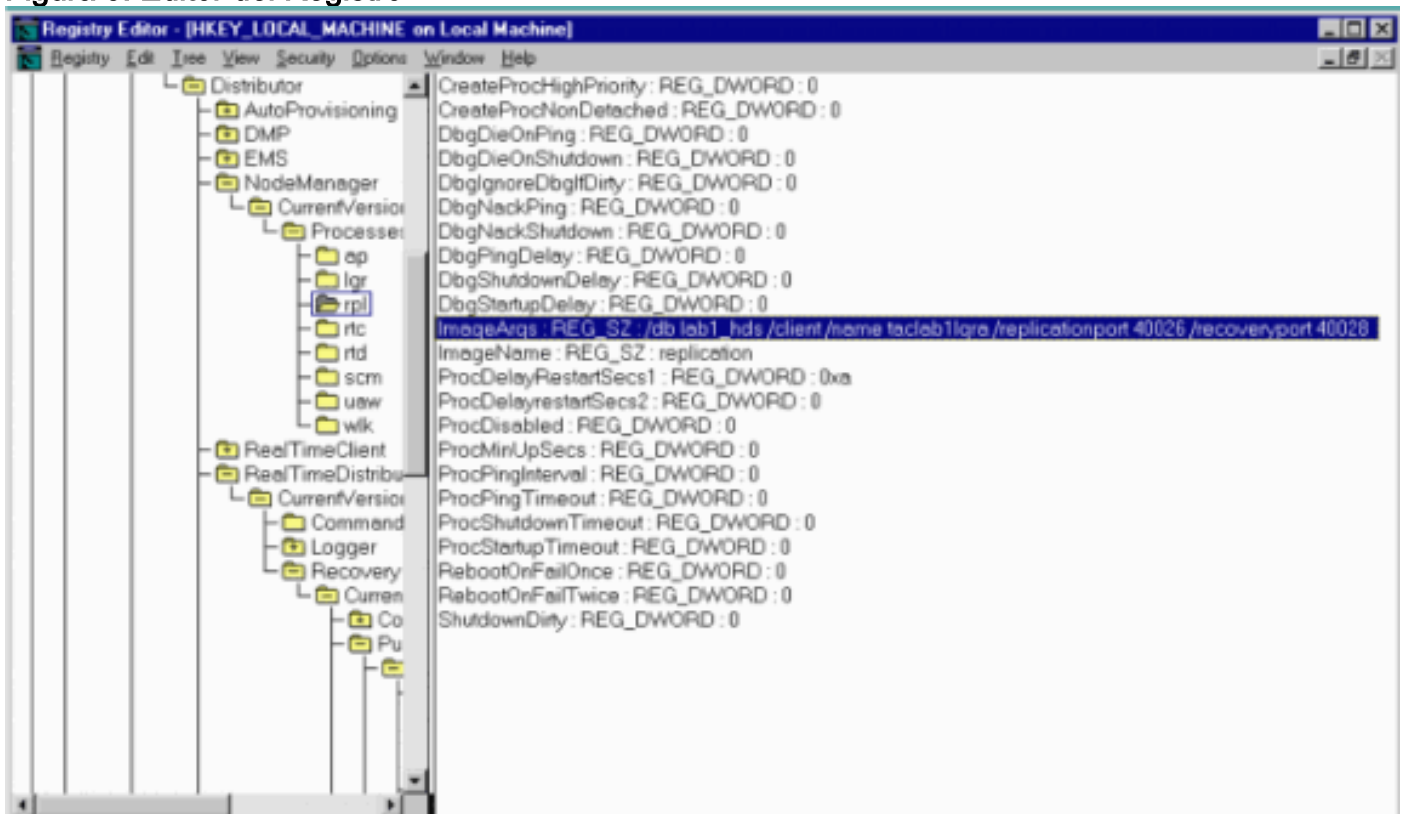 Registry Editor - [HKEY_LOCAL_MACHINE on Local Machine]
Registry Edit Tree View Security Options Window Help
Distributor
AutoProvisioning
DMP
EMS
NodeManager
CurrentVersion
Processes
ap
lgr
rpl
rtc
rtd
scm
uaw
wlk
RealTimeClient
RealTimeDistribu
CurrentVersion
Command
Logger
Recovery
Curren
Co
Pu
CreateProcHighPriority : REG_DWORD : 0
CreateProcNonDetached : REG_DWORD : 0
DbgDieOnPing : REG_DWORD : 0
DbgDieOnShutdown : REG_DWORD : 0
DbgIgnoreDbgIfDirty : REG_DWORD : 0
DbgNackPing : REG_DWORD : 0
DbgNackShutdown : REG_DWORD : 0
DbgPingDelay : REG_DWORD : 0
DbgShutdownDelay : REG_DWORD : 0
DbgStartupDelay : REG_DWORD : 0
ImageArgs : REG_SZ : /db lab1_hds /client /name taclab1lgra /replicationport 40026 /recoveryport 40028
ImageName : REG_SZ : replication
ProcDelayRestartSecs1 : REG_DWORD : 0xa
ProcDelayrestartSecs2 : REG_DWORD : 0
ProcDisabled : REG_DWORD : 0
ProcMinUpSecs : REG_DWORD : 0
ProcPingInterval : REG_DWORD : 0
ProcPingTimeout : REG_DWORD : 0
ProcShutdownTimeout : REG_DWORD : 0
ProcStartupTimeout : REG_DWORD : 0
RebootOnFailOnce : REG_DWORD : 0
RebootOnFailTwice : REG_DWORD : 0
ShutdownDirty : REG_DWORD : 0